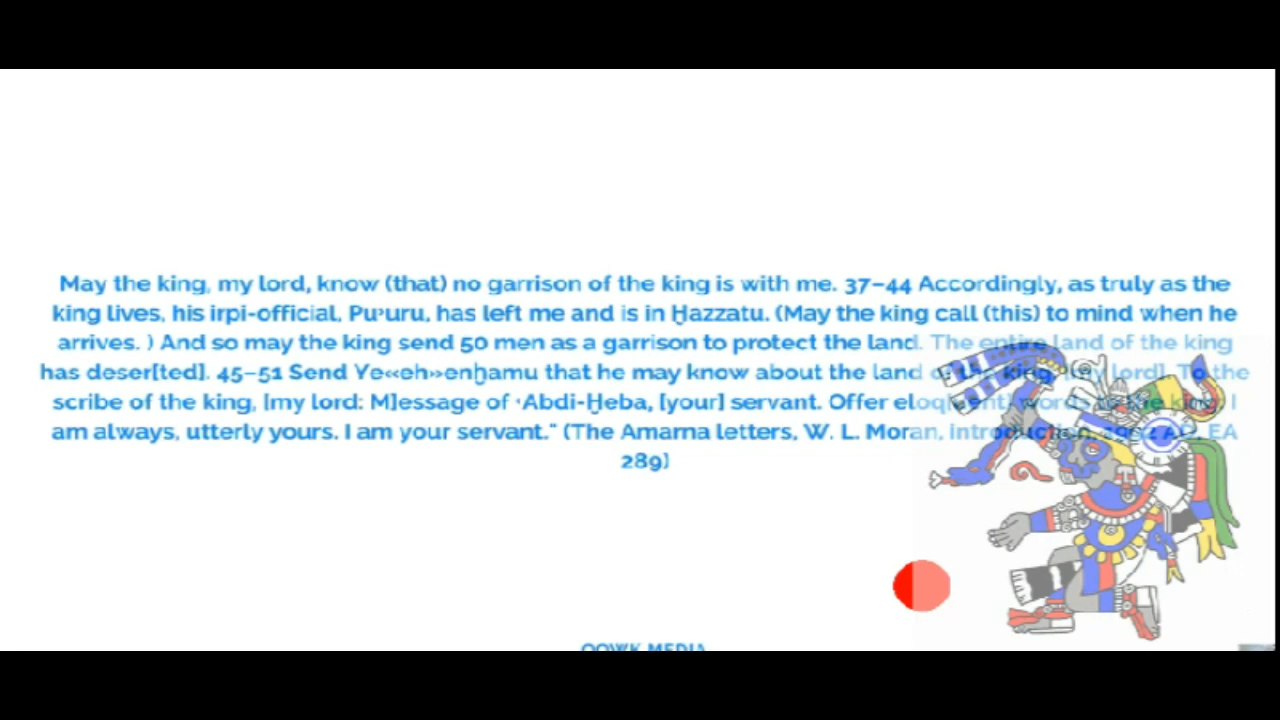 May the king, my lord, know (that) no garrison of the king is with me. 37–44 Accordingly, as truly as the
king lives, his irpi-official, Puʾuru, has left me and is in Ḫazzatu. (May the king call (this) to mind when he
arrives. ) And so may the king send 50 men as a garrison to protect the land. The entire land of the king
has deser[ted]. 45–51 Send Ye‹‹eh››enḫamu that he may know about the land of the king, [my lord]. To the
scribe of the king, [my lord: M]essage of ʿAbdi-Ḫeba, [your] servant. Offer eloq[uent] words to the king: I
am always, utterly yours. I am your servant." (The Amarna letters, W. L. Moran, introduction, AD, EA
289)
QOWK MEDIA